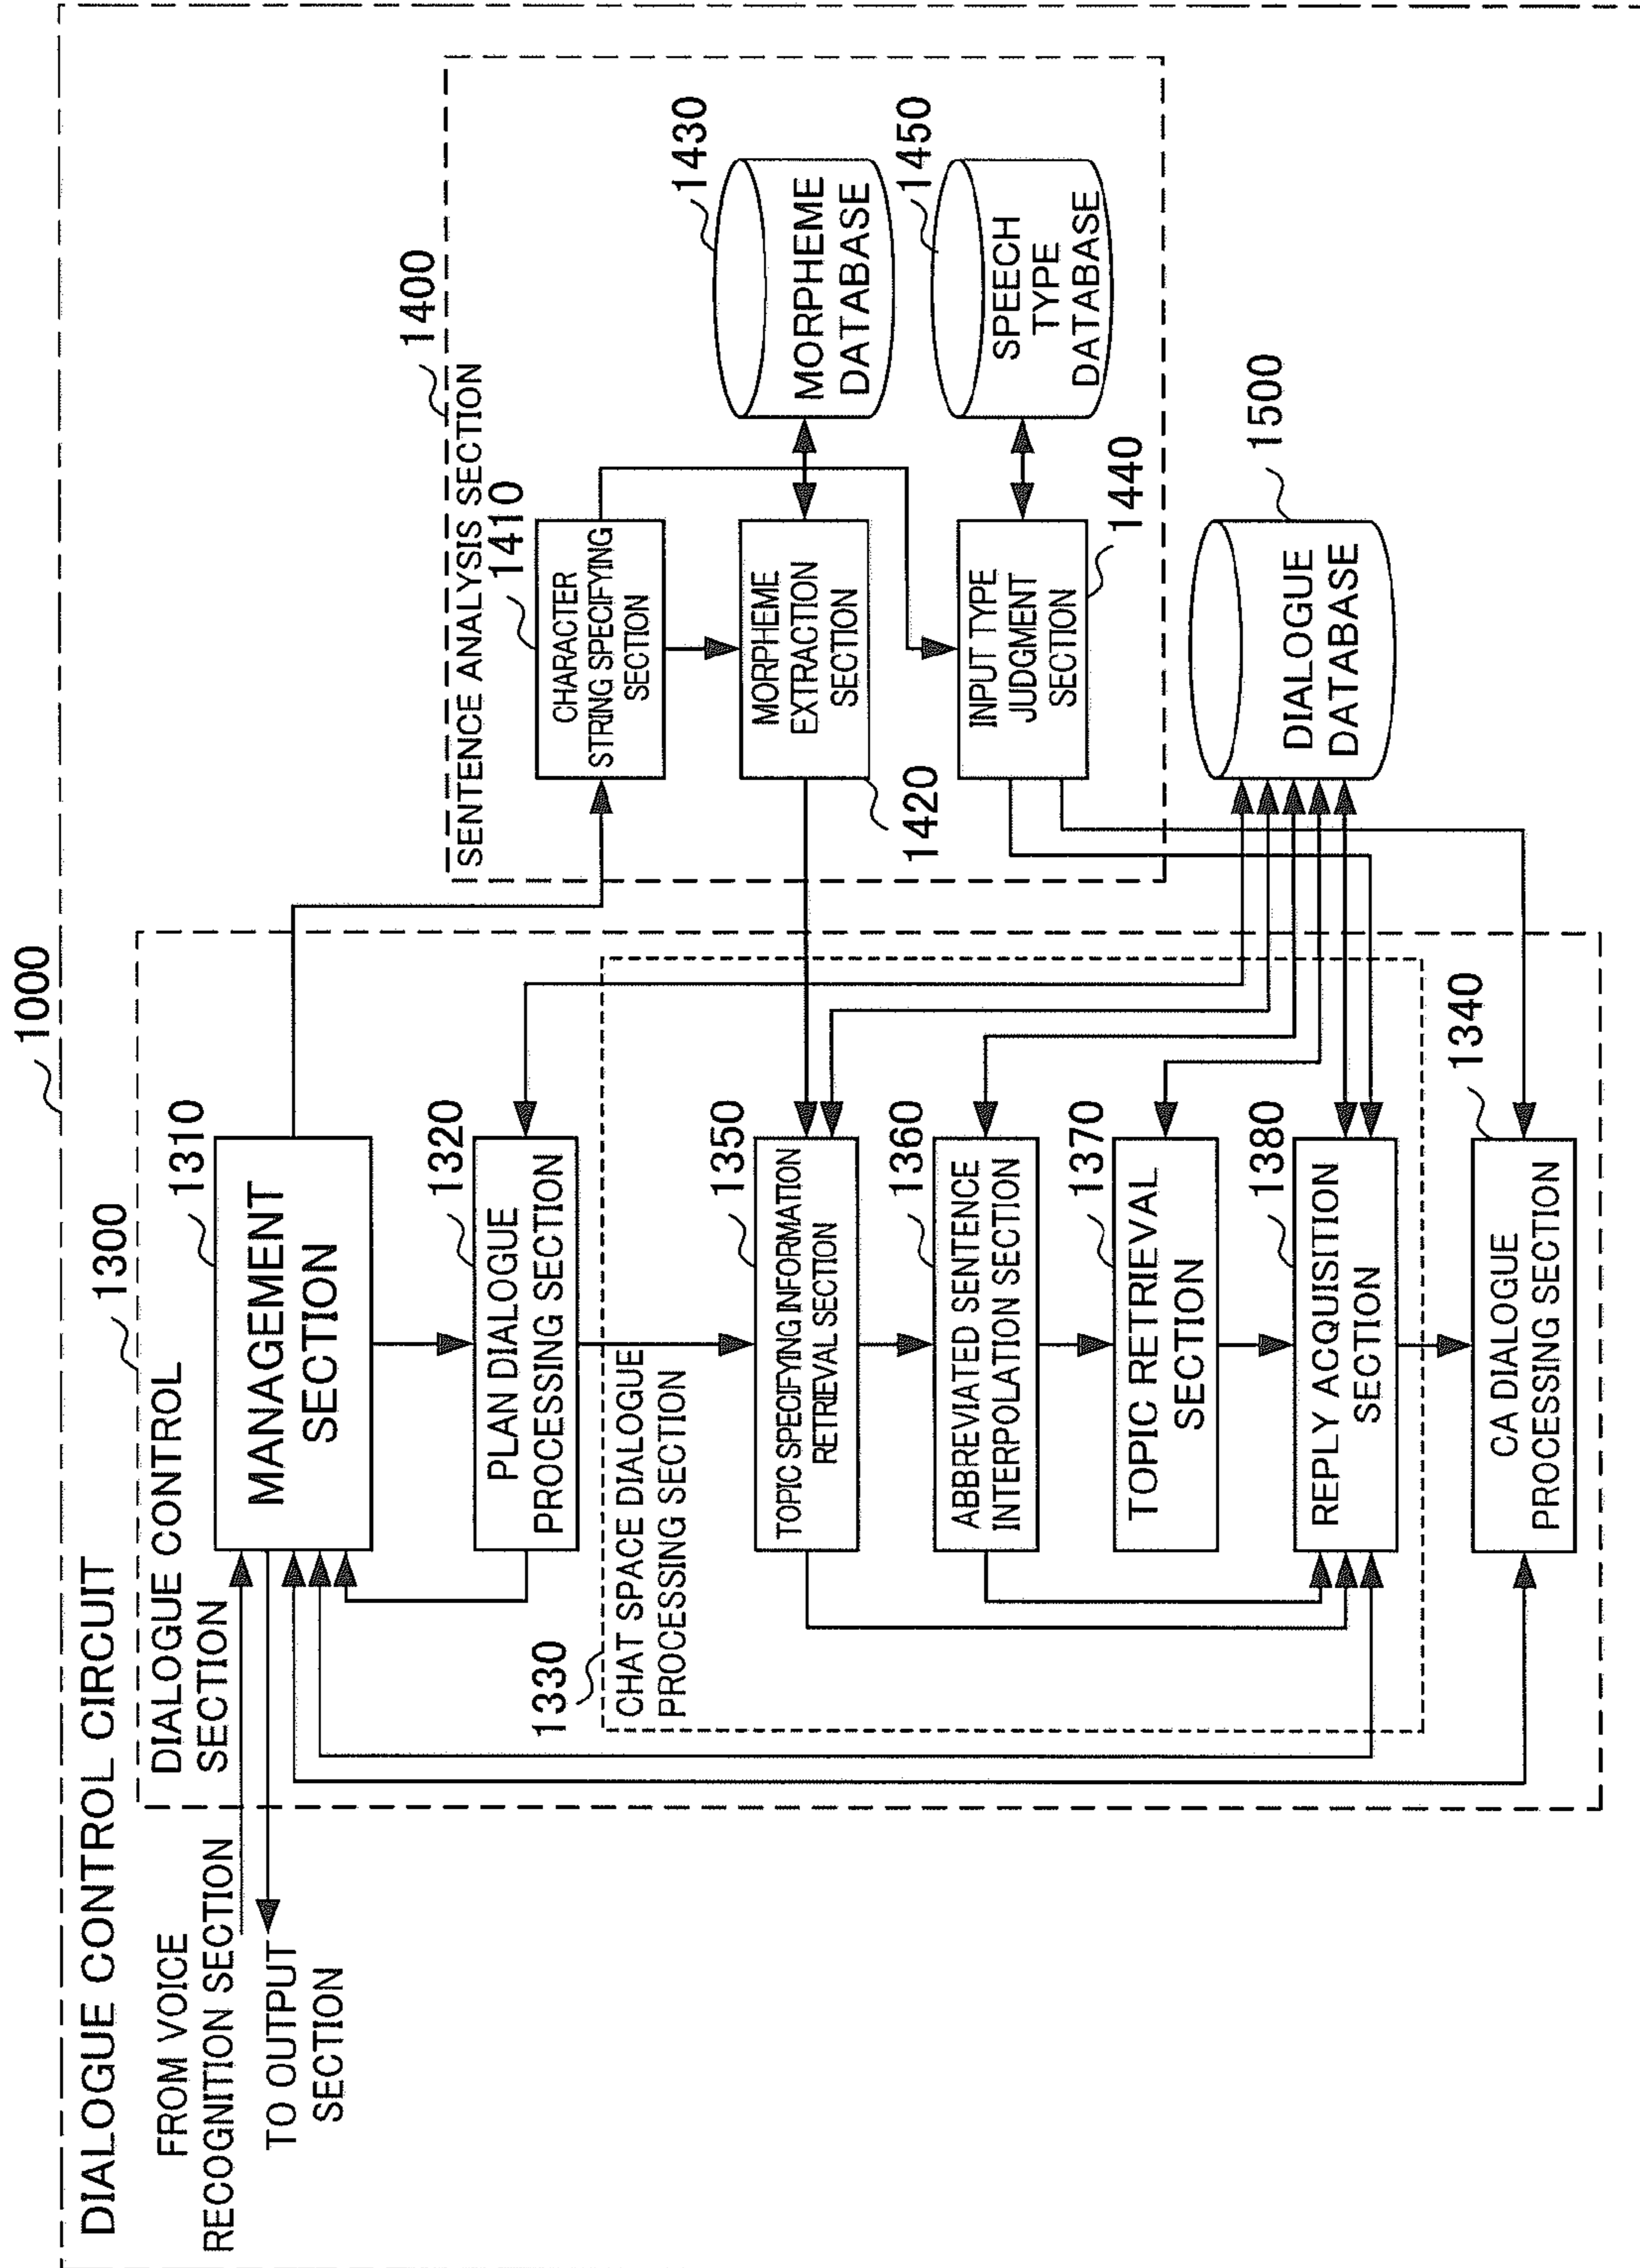 DIALOGUE CONTROL CIRCUIT
1000
FROM VOICE
RECOGNITION SECTION
TO OUTPUT
SECTION
DIALOGUE CONTROL
SECTION
1300
MANAGEMENT
SECTION
1310
PLAN DIALOGUE
PROCESSING SECTION
1320
1330
CHAT SPACE DIALOGUE
PROCESSING SECTION
TOPIC SPECIFYING INFORMATION
RETRIEVAL SECTION
1350
ABBREVIATED SENTENCE
INTERPOLATION SECTION
1360
TOPIC RETRIEVAL
SECTION
1370
REPLY ACQUISITION
SECTION
1380
CA DIALOGUE
PROCESSING SECTION
1340
SENTENCE ANALYSIS SECTION
1400
CHARACTER
STRING SPECIFYING
SECTION
1410
MORPHEME
EXTRACTION
SECTION
1420
MORPHEME
DATABASE
1430
INPUT TYPE
JUDGMENT
SECTION
1440
SPEECH
TYPE
DATABASE
1450
DIALOGUE
DATABASE
1500